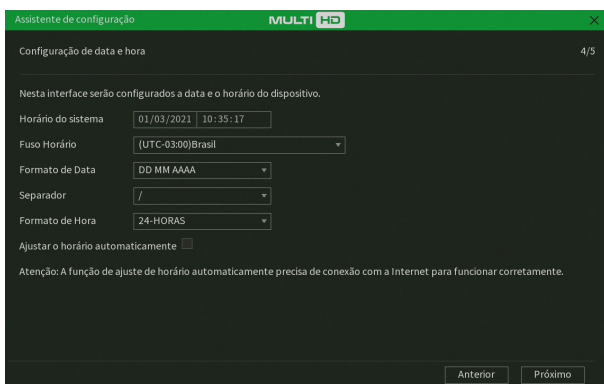 Assistente de configuração MULTI HD
Configuração de data e hora 4/5
Nesta interface serão configurados a data e o horário do dispositivo.
Horário do sistema 01/03/2021 10:35:17
Fuso Horário (UTC-03:00)Brasil
Formato de Data DD MM AAAA
Separador /
Formato de Hora 24-HORAS
Ajustar o horário automaticamente
Atenção: A função de ajuste de horário automaticamente precisa de conexão com a Internet para funcionar corretamente.
Anterior Próximo